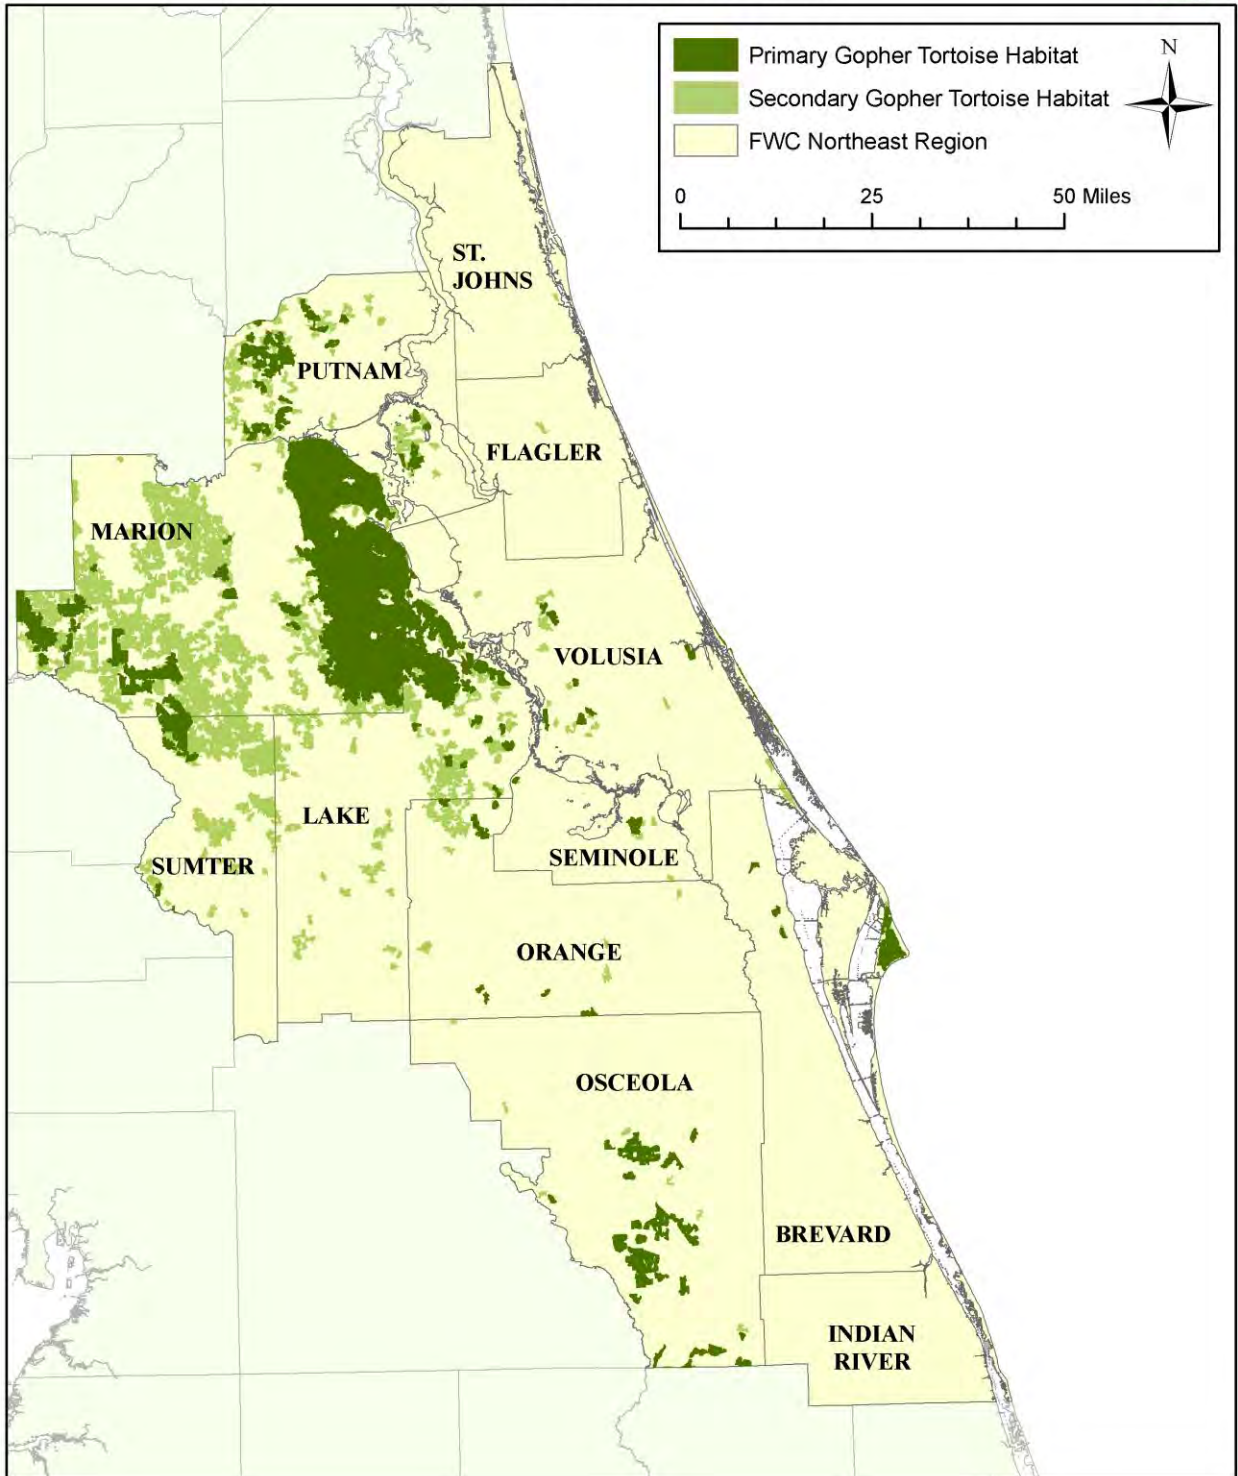 Primary Gopher Tortoise Habitat
Secondary Gopher Tortoise Habitat
FWC Northeast Region
N
0 25 50 Miles
ST.
JOHNS
PUTNAM
FLAGLER
MARION
VOLUSIA
LAKE
SUMTER
SEMINOLE
ORANGE
OSCEOLA
BREVARD
INDIAN
RIVER